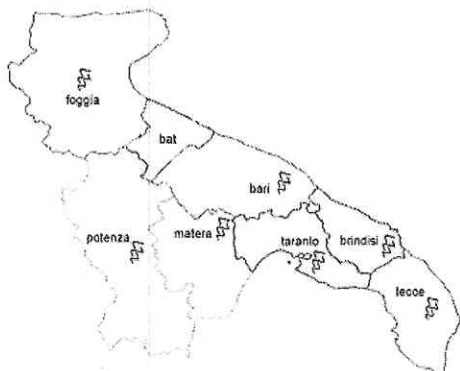 foggia
bat
bari
potenza
matera
taranto
brindisi
lecce